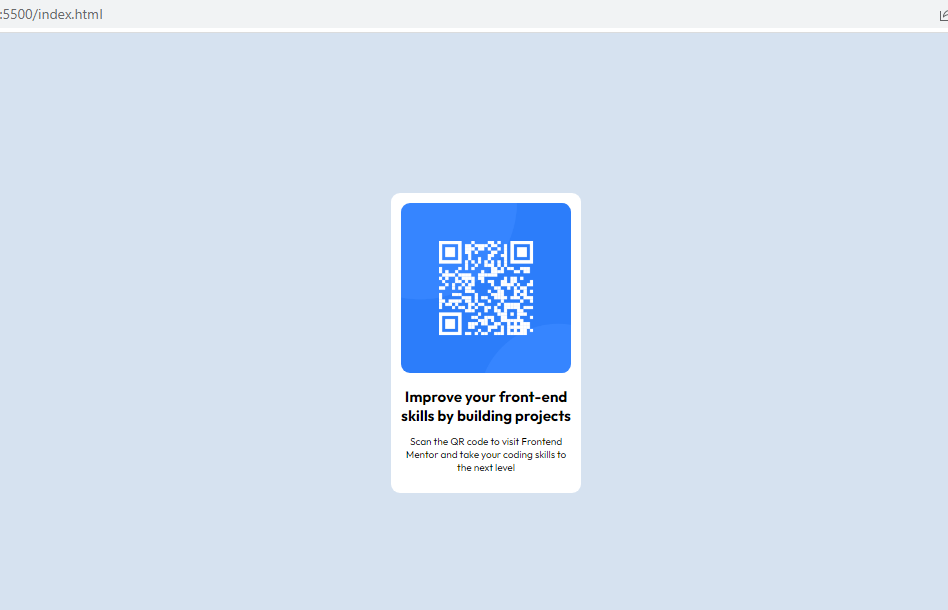 :5500/index.html
Improve your front-end
skills by building projects
Scan the QR code to visit Frontend
Mentor and take your coding skills to
the next level